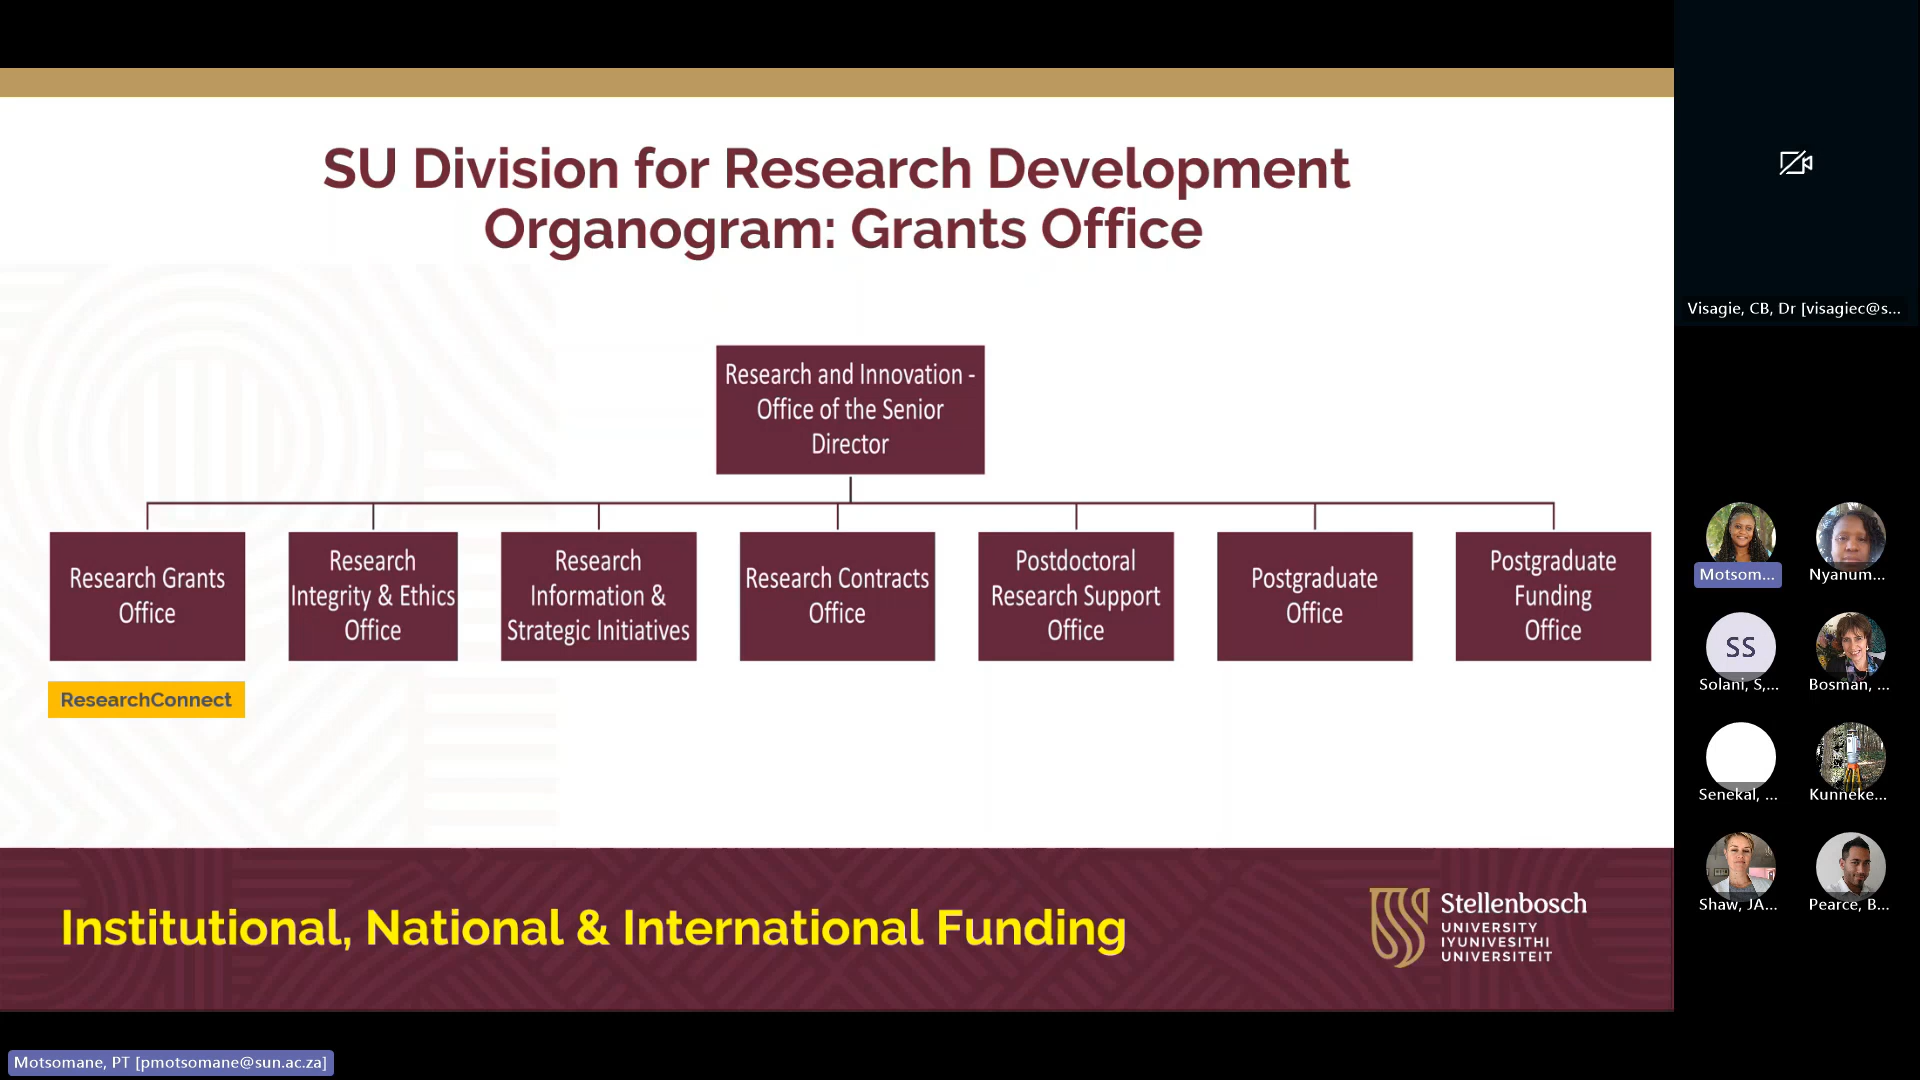 SU Division for Research Development
Organogram: Grants Office
Research and Innovation -
Office of the Senior
Director
Research Grants
Office
Research
Integrity & Ethics
Office
Research
Information &
Strategic Initiatives
Research Contracts
Office
Postdoctoral
Research Support
Office
Postgraduate
Office
Postgraduate
Funding
Office
ResearchConnect
Institutional, National & International Funding
Stellenbosch
UNIVERSITY
IYUNIVESITHI
UNIVERSITEIT
Visagie, CB, Dr [visagiec@s...
Motsom...
Nyanum...
SS
Solani, S,...
Bosman, ...
Senekal, ...
Kunneke...
Shaw, JA...
Pearce, B...
Motsomane, PT [pmotsomane@sun.ac.za]